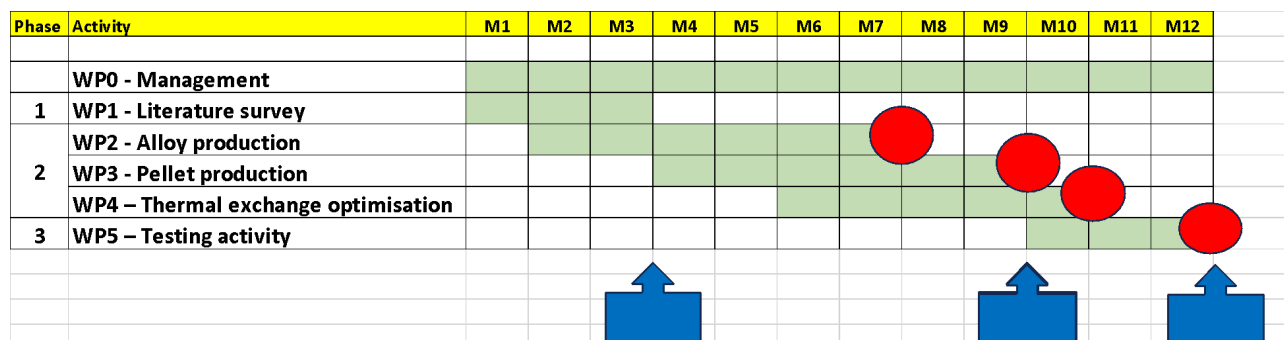 Phase Activity M1 M2 M3 M4 M5 M6 M7 M8 M9 M10 M11 M12
WP0 - Management
1 WP1 - Literature survey
WP2 - Alloy production
2 WP3 - Pellet production
WP4 – Thermal exchange optimisation
3 WP5 – Testing activity